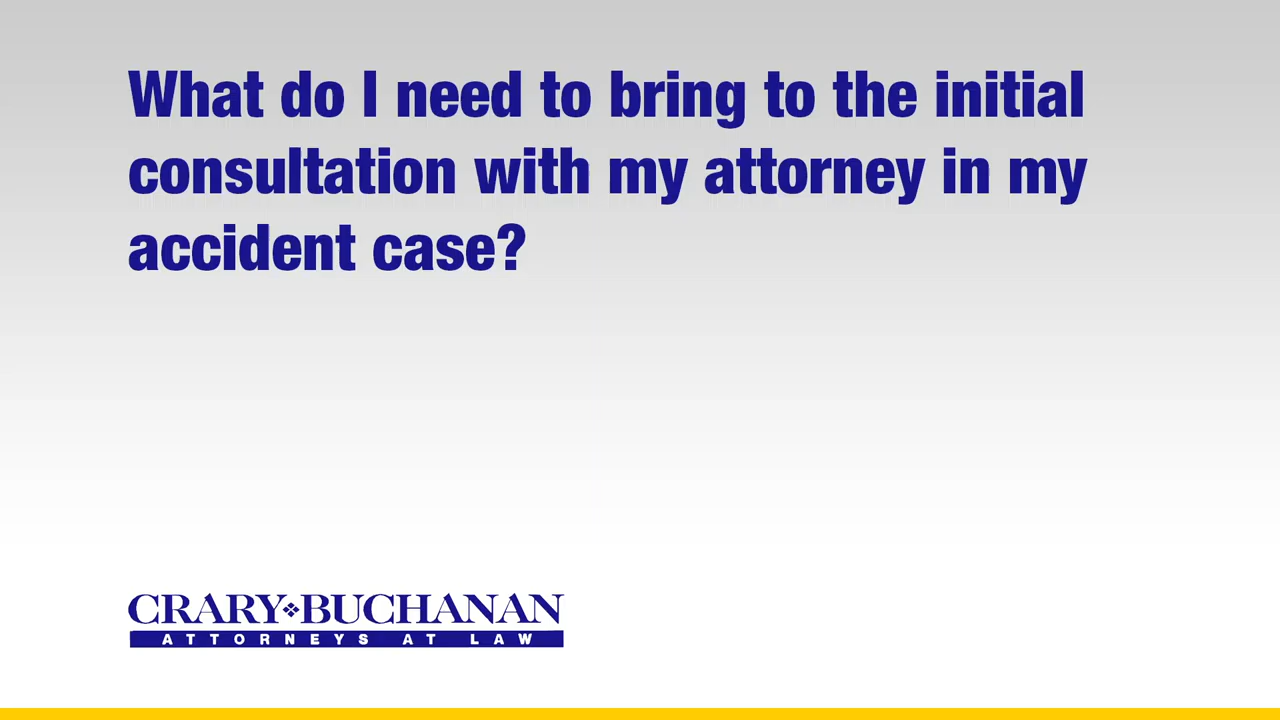 What do I need to bring to the initial
consultation with my attorney in my
accident case?
CRARY BUCHANAN
ATTORNEYS AT LAW